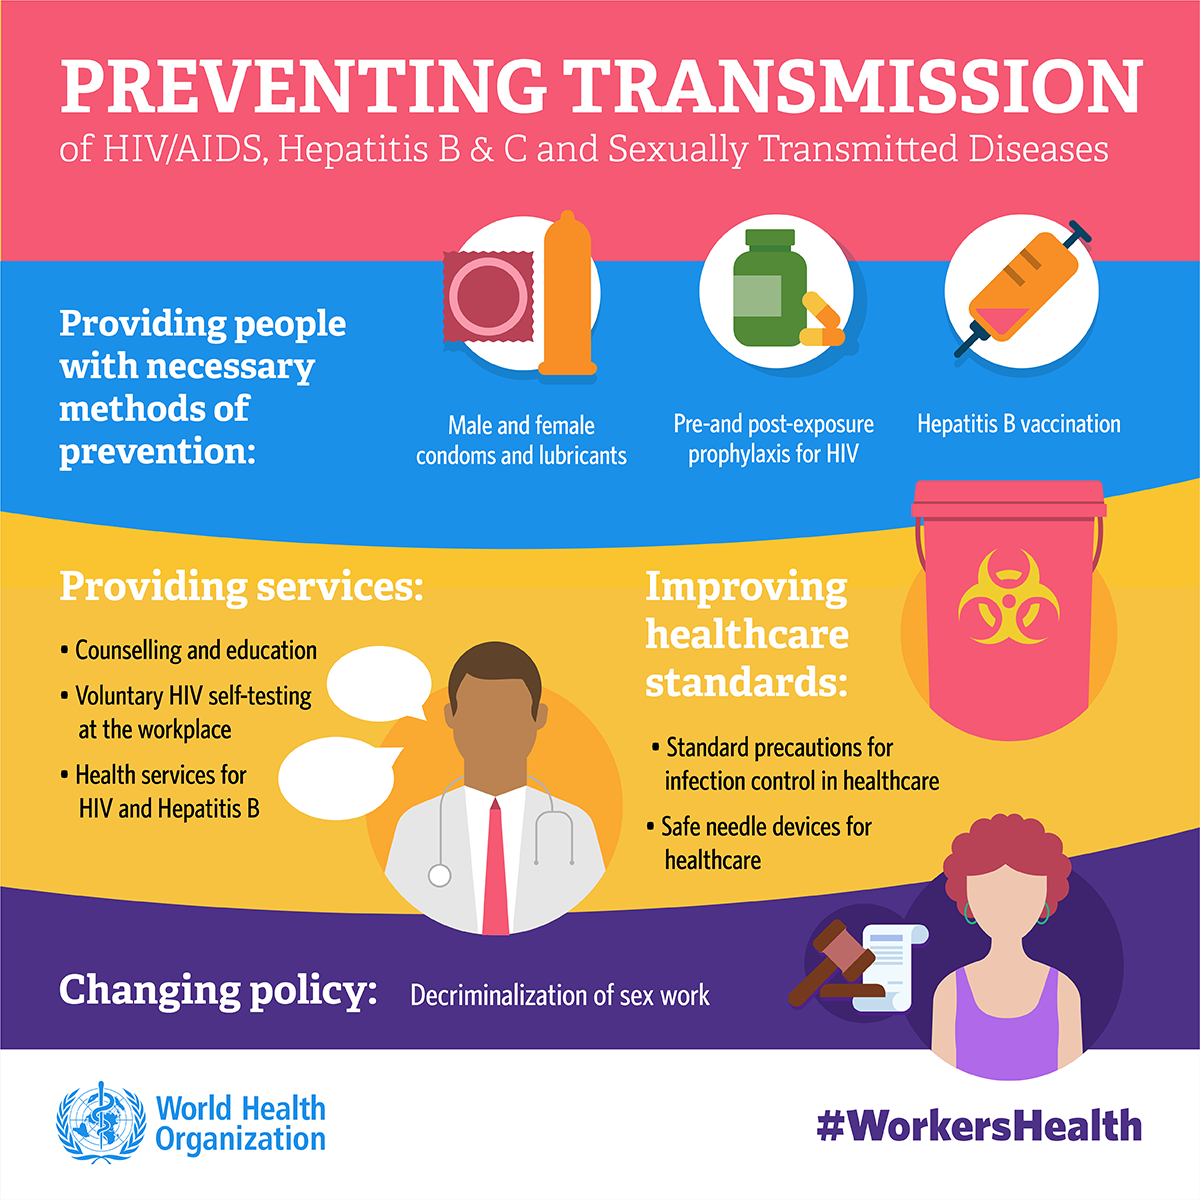 PREVENTING TRANSMISSION
of HIV/AIDS, Hepatitis B & C and Sexually Transmitted Diseases
Providing people
with necessary
methods of
prevention:
Male and female
condoms and lubricants
Pre-and post-exposure
prophylaxis for HIV
Hepatitis B vaccination
Providing services:
• Counselling and education
• Voluntary HIV self-testing
at the workplace
• Health services for
HIV and Hepatitis B
Improving
healthcare
standards:
• Standard precautions for
infection control in healthcare
• Safe needle devices for
healthcare
Changing policy:
Decriminalization of sex work
World Health
Organization
#WorkersHealth